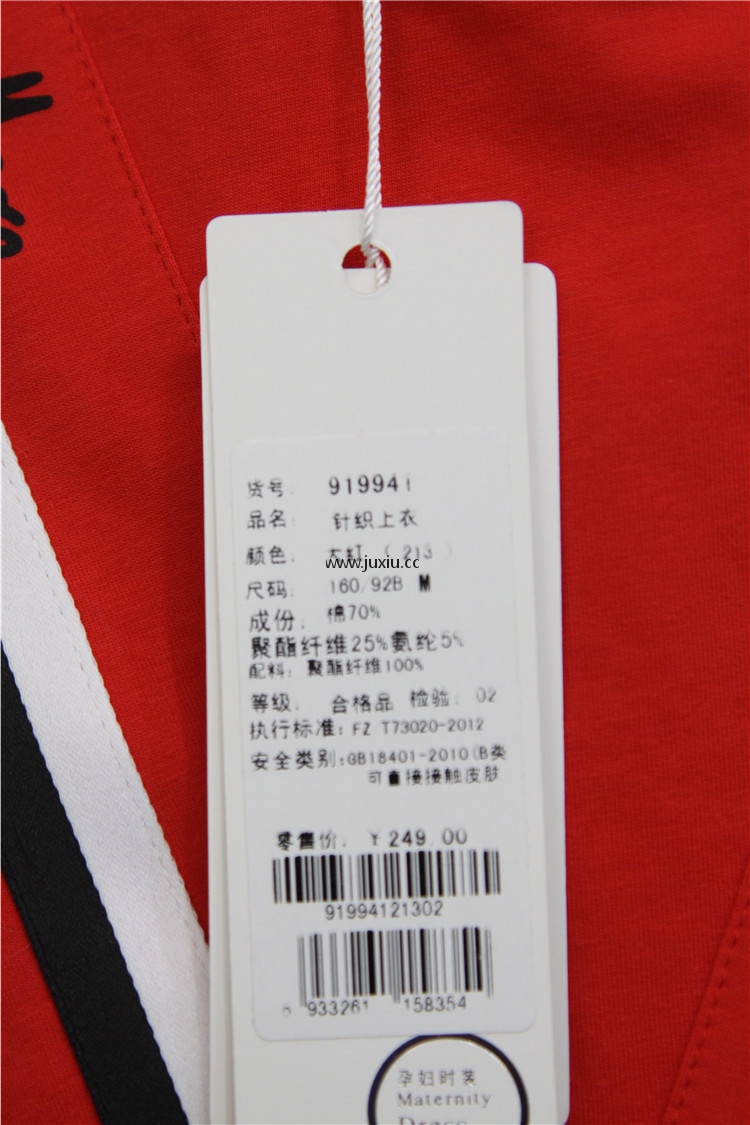 货号: 919941
品名: 针织上衣
颜色: 大红 (213)
www.juxiu.cc
尺码: 160/92B M
成份: 棉70%
聚酯纤维25%氨纶5%
配料: 聚酯纤维100%
等级: 合格品 检验: 02
执行标准: FZ T73020-2012
安全类别:GB18401-2010(B类
可直接接触皮肤
零售价: ¥249.00
91994121302
6 933261 158354
孕妇时装
Maternity
Dress